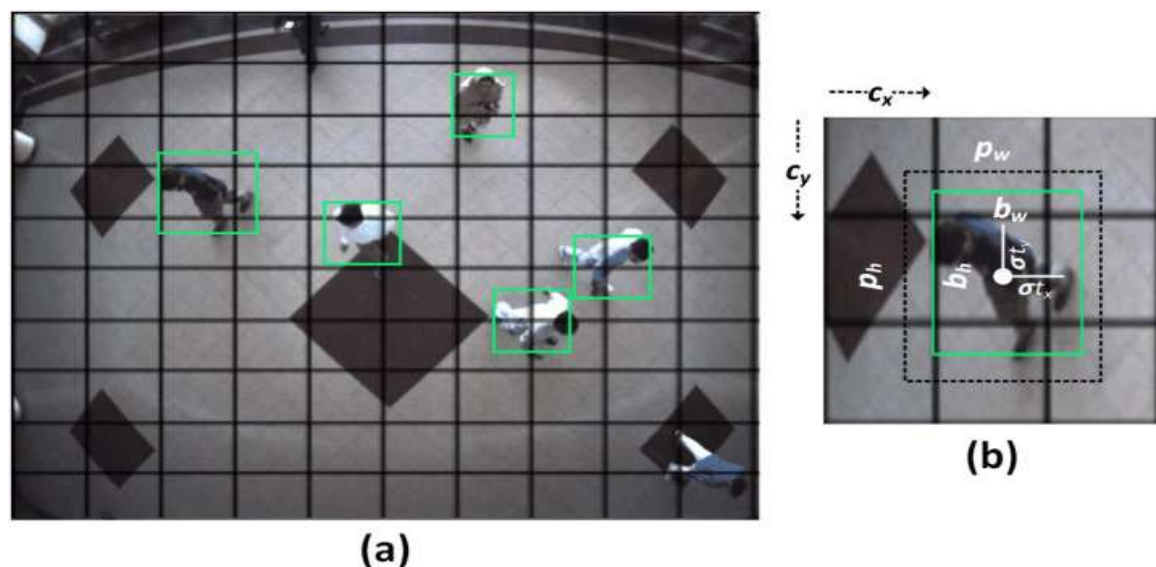 c_x
c_y
p_w
b_w
σt_y
p_h
b_h
σt_x
(a)
(b)